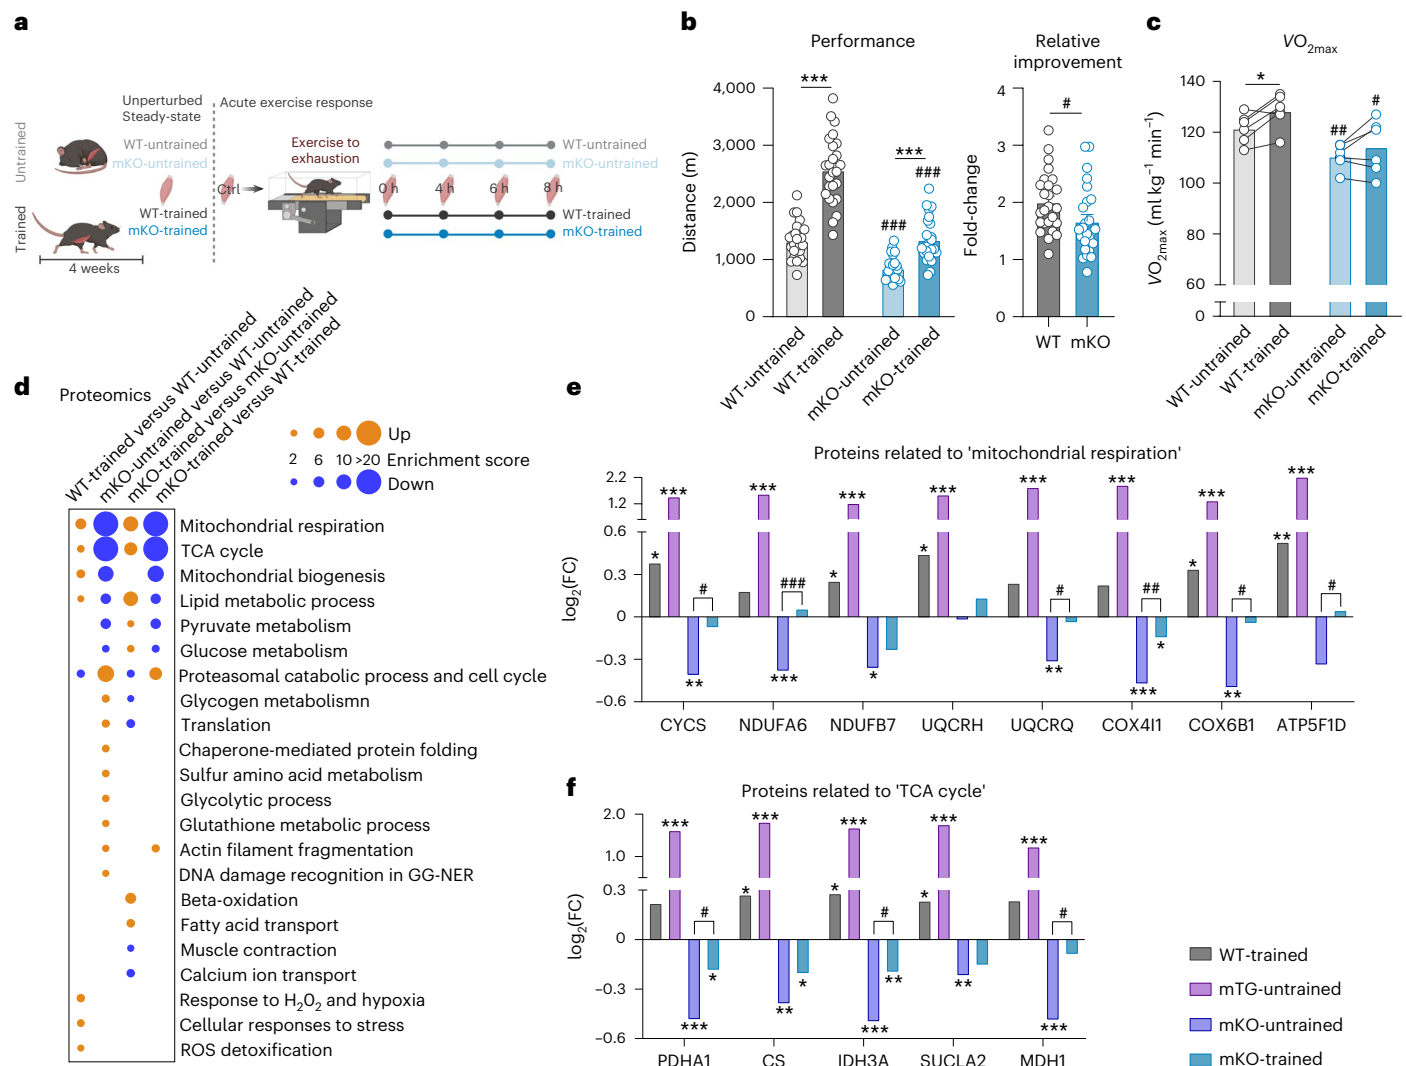 a
Unperturbed
Steady-state
Acute exercise response
Untrained
WT-untrained
mKO-untrained
Exercise to
exhaustion
WT-untrained
mKO-untrained
Ctrl
0 h
4 h
6 h
8 h
Trained
WT-trained
mKO-trained
WT-trained
mKO-trained
4 weeks
b
Performance
Distance (m)
4,000
3,000
2,000
1,000
0
***
***
###
###
WT-untrained
WT-trained
mKO-untrained
mKO-trained
Relative
improvement
Fold-change
4
3
2
1
0
#
WT
mKO
c
VO2max
VO2max (ml kg−1 min−1)
140
120
100
80
60
0
*
##
#
WT-untrained
WT-trained
mKO-untrained
mKO-trained
d
Proteomics
WT-trained versus WT-untrained
mKO-untrained versus WT-untrained
mKO-trained versus mKO-untrained
mKO-trained versus WT-trained
Up
2 6 10 >20 Enrichment score
Down
Mitochondrial respiration
TCA cycle
Mitochondrial biogenesis
Lipid metabolic process
Pyruvate metabolism
Glucose metabolism
Proteasomal catabolic process and cell cycle
Glycogen metabolismn
Translation
Chaperone-mediated protein folding
Sulfur amino acid metabolism
Glycolytic process
Glutathione metabolic process
Actin filament fragmentation
DNA damage recognition in GG-NER
Beta-oxidation
Fatty acid transport
Muscle contraction
Calcium ion transport
Response to H2O2 and hypoxia
Cellular responses to stress
ROS detoxification
e
Proteins related to 'mitochondrial respiration'
log2(FC)
2.2
1.2
0.6
0.3
0
−0.3
−0.6
* *** # **
*** ### ***
* *** *
* ***
*** # **
*** ## *** *
* *** # **
** *** #
CYCS NDUFA6 NDUFB7 UQCRH UQCRQ COX4I1 COX6B1 ATP5F1D
f
Proteins related to 'TCA cycle'
log2(FC)
2.0
1.0
0.3
0
−0.3
−0.6
*** # *** *
* *** ** *
* *** # *** **
* *** **
*** # ***
PDHA1 CS IDH3A SUCLA2 MDH1
WT-trained
mTG-untrained
mKO-untrained
mKO-trained